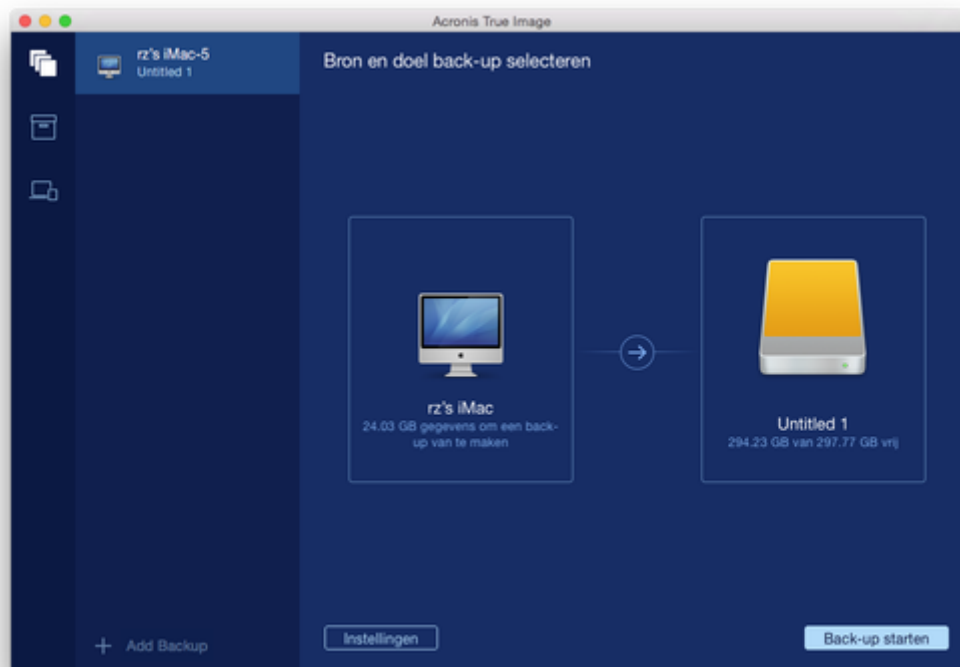 Acronis True Image
rz's iMac-5
Untitled 1
Bron en doel back-up selecteren
rz's iMac
24.03 GB gegevens om een back-
up van te maken
Untitled 1
294.23 GB van 297.77 GB vrij
Add Backup
Instellingen
Back-up starten